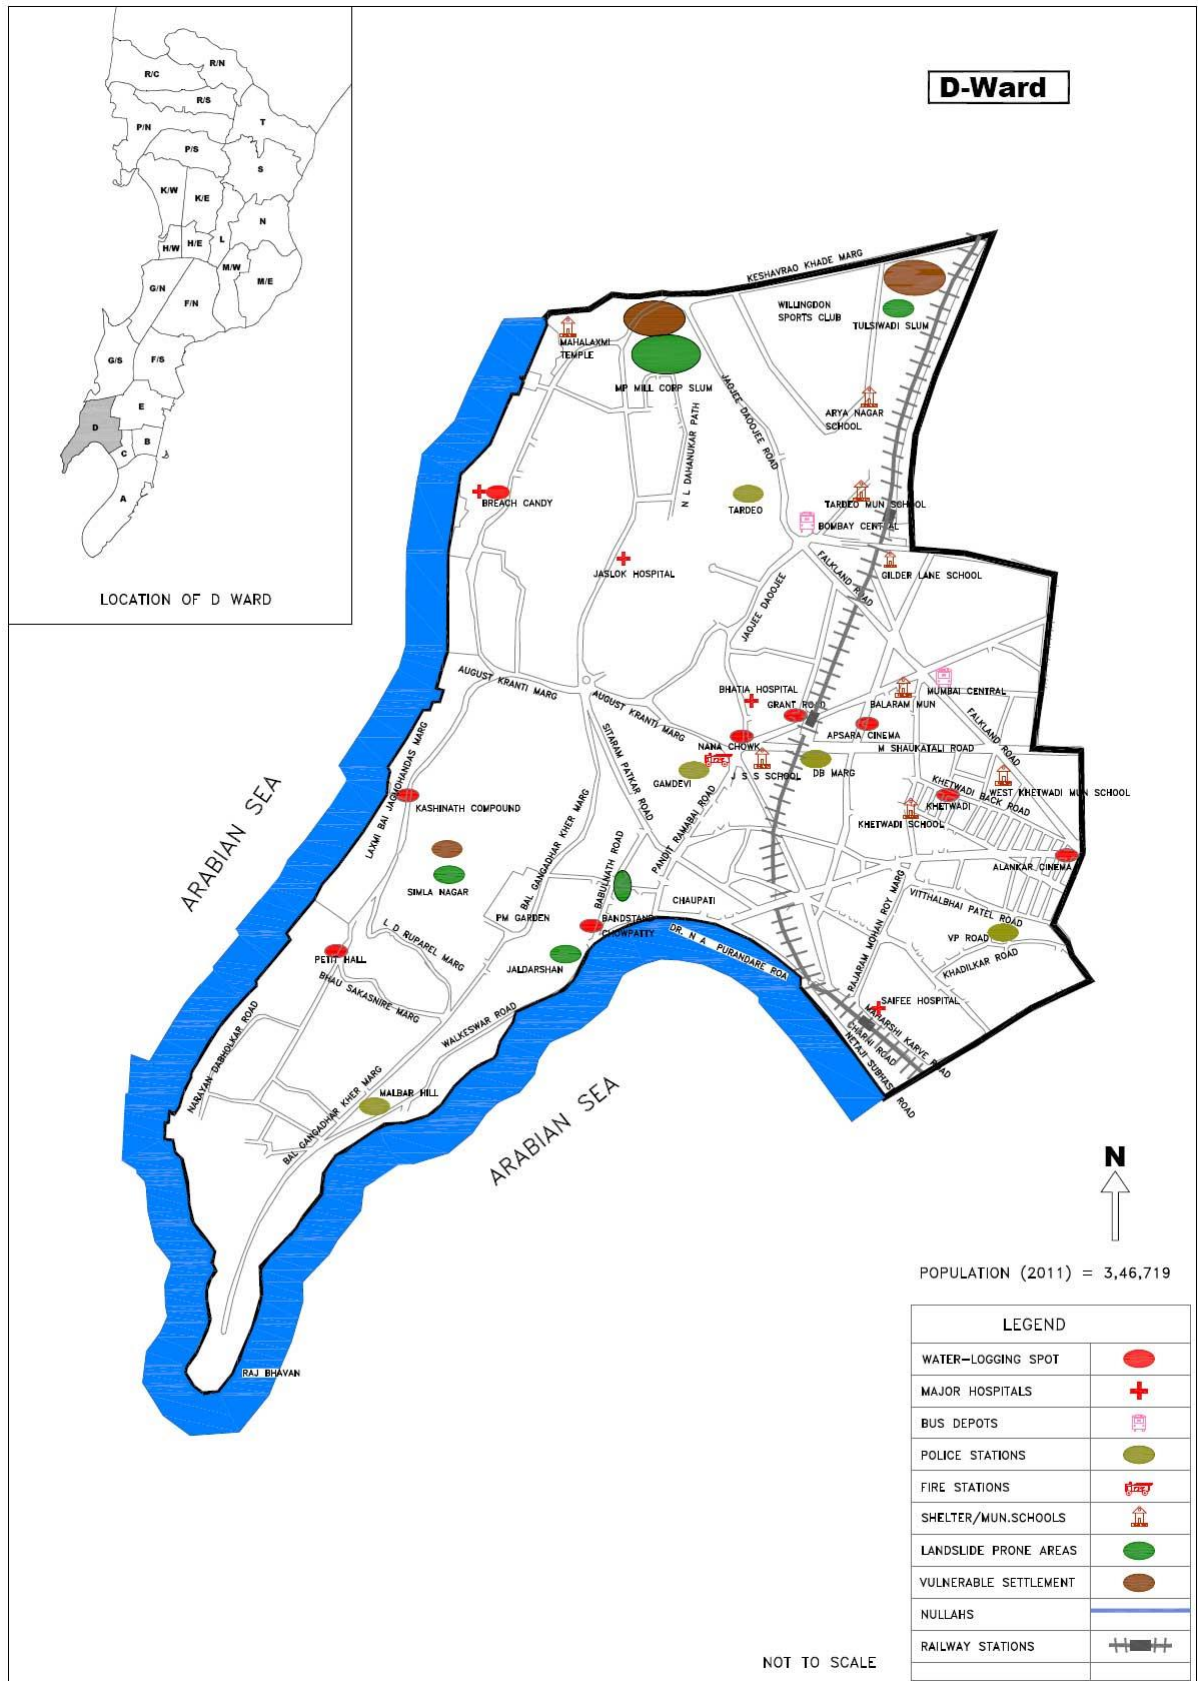 D-Ward
R/N
R/C
R/S
P/N
T
P/S
S
K/W
K/E
N
H/W
H/E
L
M/W
M/E
G/N
F/N
G/S
F/S
E
D
B
C
A
LOCATION OF D WARD
KESHAVRAO KHADE MARG
WILLINGDON
SPORTS CLUB
TULSIWADI SLUM
MAHALAXMI
TEMPLE
MP MILL CORP SLUM
JAOJEE DAOOJEE ROAD
ARYA NAGAR
SCHOOL
N L DAHANUKAR PATH
BREACH CANDY
TARDEO
TARDEO MUN SCHOOL
BOMBAY CENTRAL
JASLOK HOSPITAL
FALKLAND ROAD
GILDER LANE SCHOOL
JAOJEE DAOOJEE
AUGUST KRANTI MARG
AUGUST KRANTI MARG
BHATIA HOSPITAL
GRANT ROAD
BALARAM MUN
MUMBAI CENTRAL
FALKLAND ROAD
APSARA CINEMA
NANA CHOWK
M SHAUKATALI ROAD
SITARAM PATKAR ROAD
LAXMI BAI JAGMOHANDAS MARG
GAMDEVI
J S S SCHOOL
DB MARG
KHETWADI BACK ROAD
WEST KHETWADI MUN SCHOOL
KHETWADI
KHETWADI SCHOOL
KASHINATH COMPOUND
ARABIAN SEA
BAL GANGADHAR KHER MARG
PANDIT RAMABAI ROAD
BABULNATH ROAD
ALANKAR CINEMA
SIMLA NAGAR
CHAUPATI
RAJARAM MOHAN ROY MARG
VITTHALBHAI PATEL ROAD
PM GARDEN
BANDSTAND
CHOWPATTY
L D RUPAREL MARG
DR. N A PURANDARE ROA
VP ROAD
KHADILKAR ROAD
PETIT HALL
JALDARSHAN
BHAU SAKASNIRE MARG
SAIFEE HOSPITAL
NARAYAN DABHOLKAR ROAD
WALKESWAR ROAD
MAHARSHI KARVE ROAD
CHARNI ROAD
NETAJI SUBHAS ROAD
MALBAR HILL
BAL GANGADHAR KHER MARG
ARABIAN SEA
RAJ BHAVAN
N
POPULATION (2011) = 3,46,719
LEGEND
WATER-LOGGING SPOT
MAJOR HOSPITALS
BUS DEPOTS
POLICE STATIONS
FIRE STATIONS
SHELTER/MUN.SCHOOLS
LANDSLIDE PRONE AREAS
VULNERABLE SETTLEMENT
NULLAHS
RAILWAY STATIONS
NOT TO SCALE